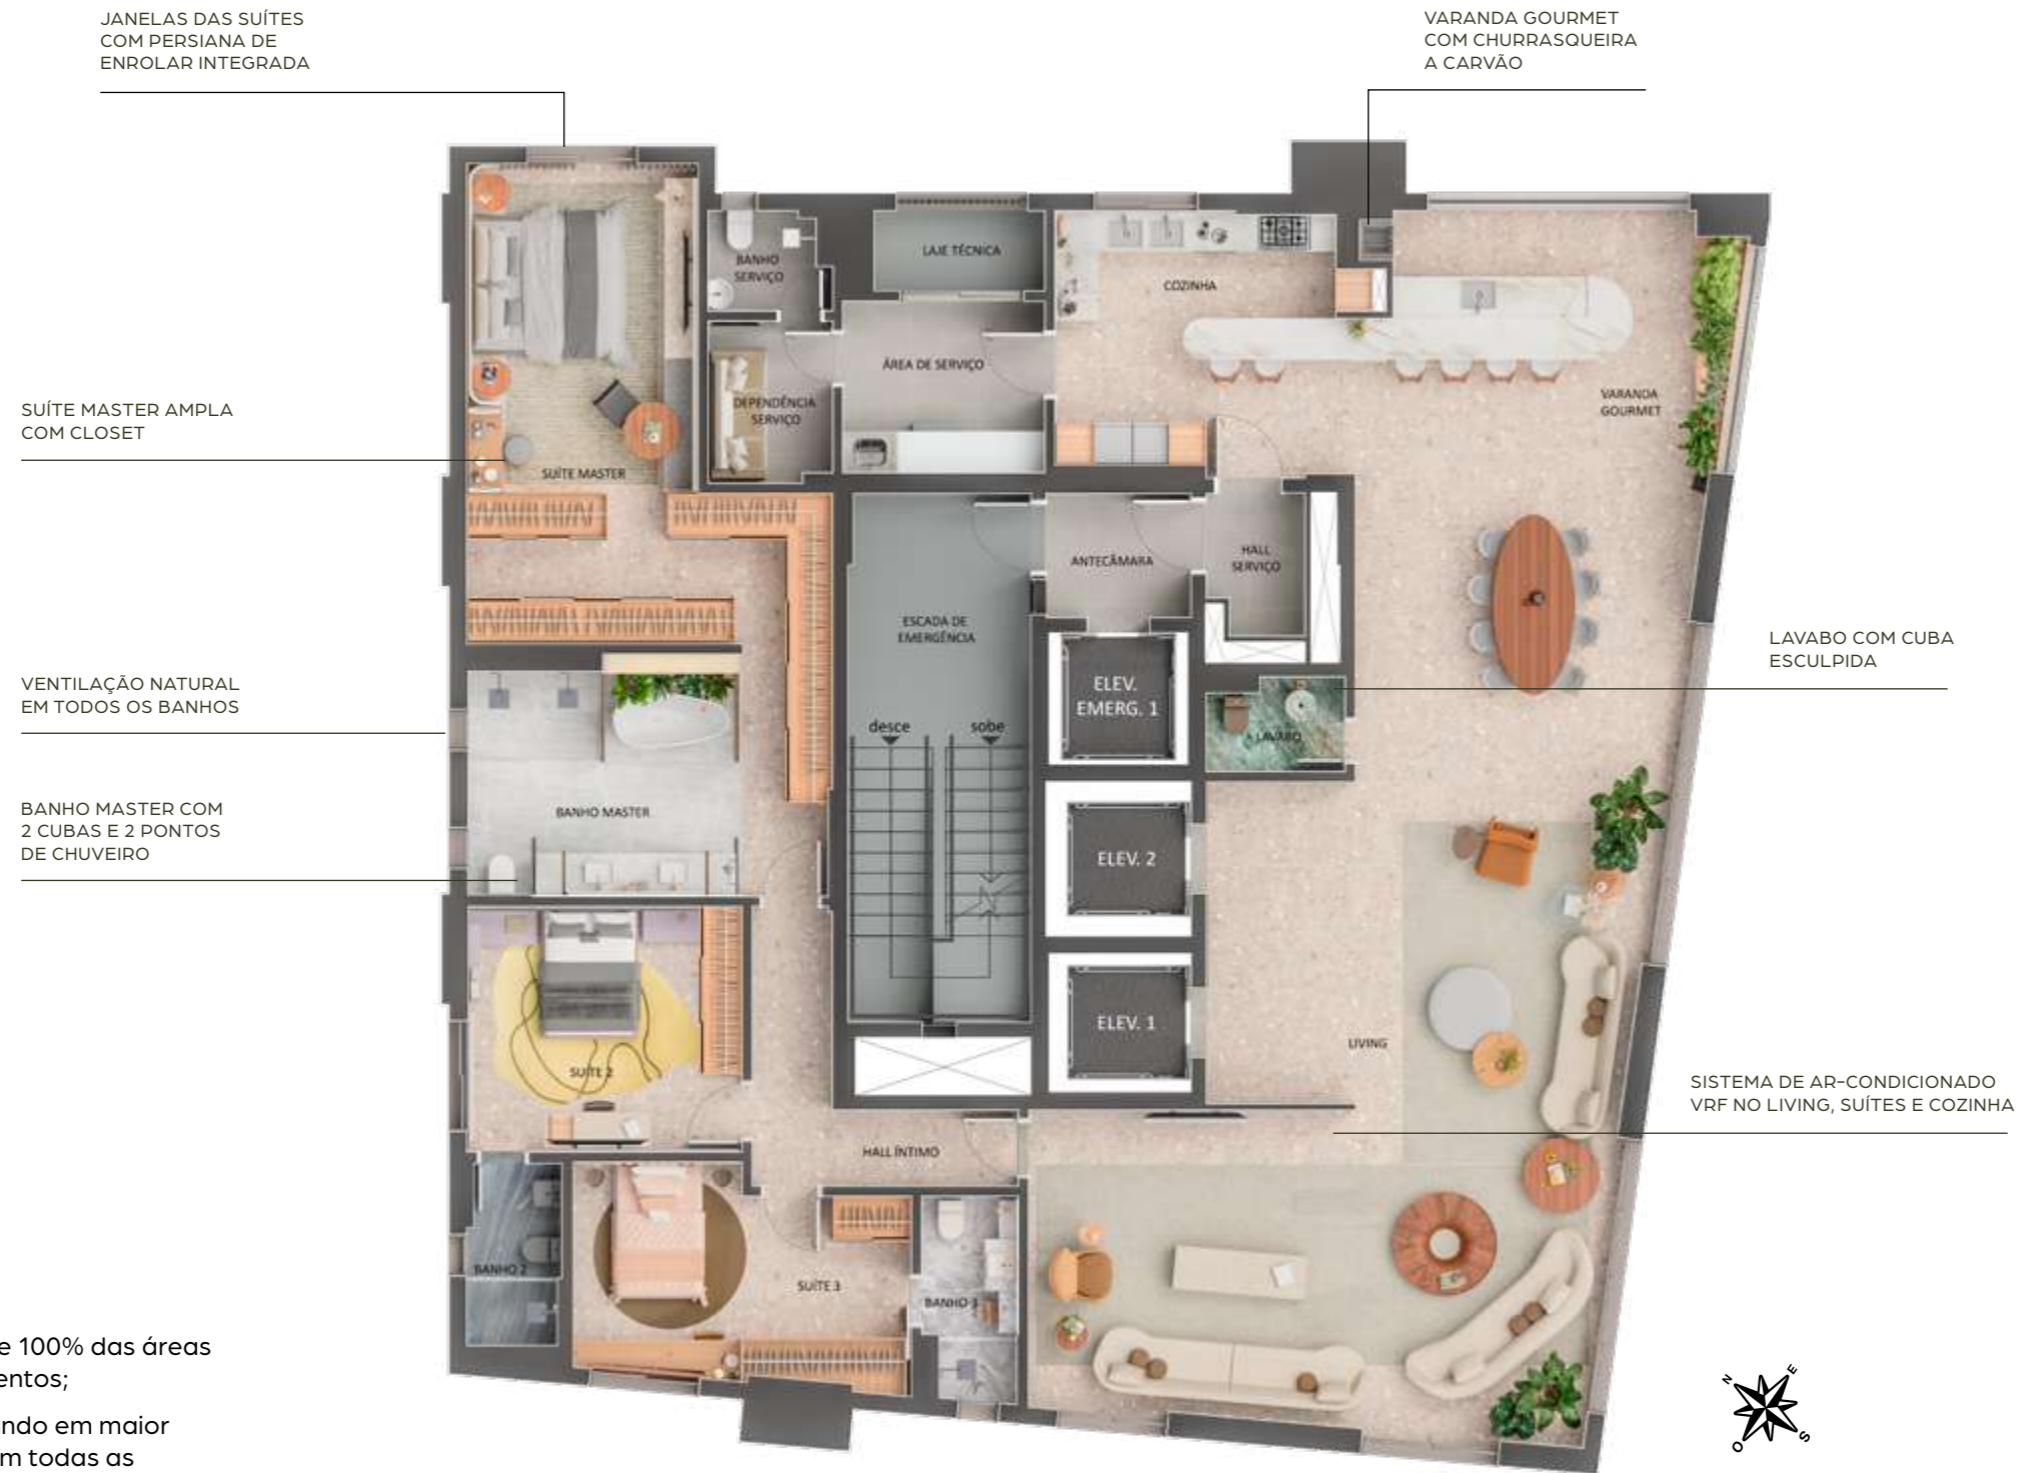 JANELAS DAS SUÍTES
COM PERSIANA DE
ENROLAR INTEGRADA
VARANDA GOURMET
COM CHURRASQUEIRA
A CARVÃO
SUÍTE MASTER AMPLA
COM CLOSET
VENTILAÇÃO NATURAL
EM TODOS OS BANHOS
BANHO MASTER COM
2 CUBAS E 2 PONTOS
DE CHUVEIRO
LAVABO COM CUBA
ESCULPIDA
SISTEMA DE AR-CONDICIONADO
VRF NO LIVING, SUÍTES E COZINHA
BANHO
SERVIÇO
LAJE TÉCNICA
COZINHA
ÁREA DE SERVIÇO
DEPENDÊNCIA
SERVIÇO
VARANDA
GOURMET
SUÍTE MASTER
ANTECÂMARA
HALL
SERVIÇO
ESCADA DE
EMERGÊNCIA
ELEV.
EMERG. 1
desce
sobe
LAVABO
BANHO MASTER
ELEV. 2
ELEV. 1
LIVING
SUÍTE 2
HALL ÍNTIMO
BANHO 2
SUÍTE 3
BANHO 3
e 100% das áreas
entos;
ndo em maior
m todas as
N
E
O
S